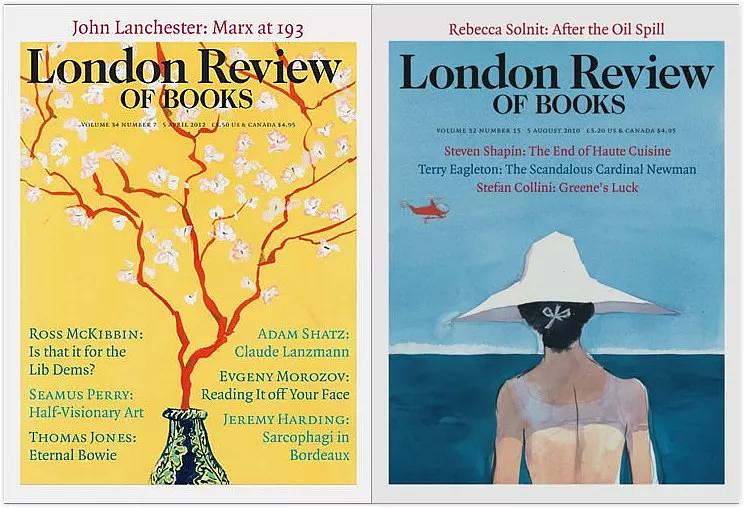 John Lanchester: Marx at 193
London Review
OF BOOKS
VOLUME 34 NUMBER 7 5 APRIL 2012 £3.50 US & CANADA $4.95
ROSS MCKIBBIN:
Is that it for the
Lib Dems?
SEAMUS PERRY:
Half-Visionary Art
THOMAS JONES:
Eternal Bowie
ADAM SHATZ:
Claude Lanzmann
EVGENY MOROZOV:
Reading It off Your Face
JEREMY HARDING:
Sarcophagi in
Bordeaux
Rebecca Solnit: After the Oil Spill
London Review
OF BOOKS
VOLUME 32 NUMBER 15 5 AUGUST 2010 £3.20 US & CANADA $4.95
Steven Shapin: The End of Haute Cuisine
Terry Eagleton: The Scandalous Cardinal Newman
Stefan Collini: Greene's Luck